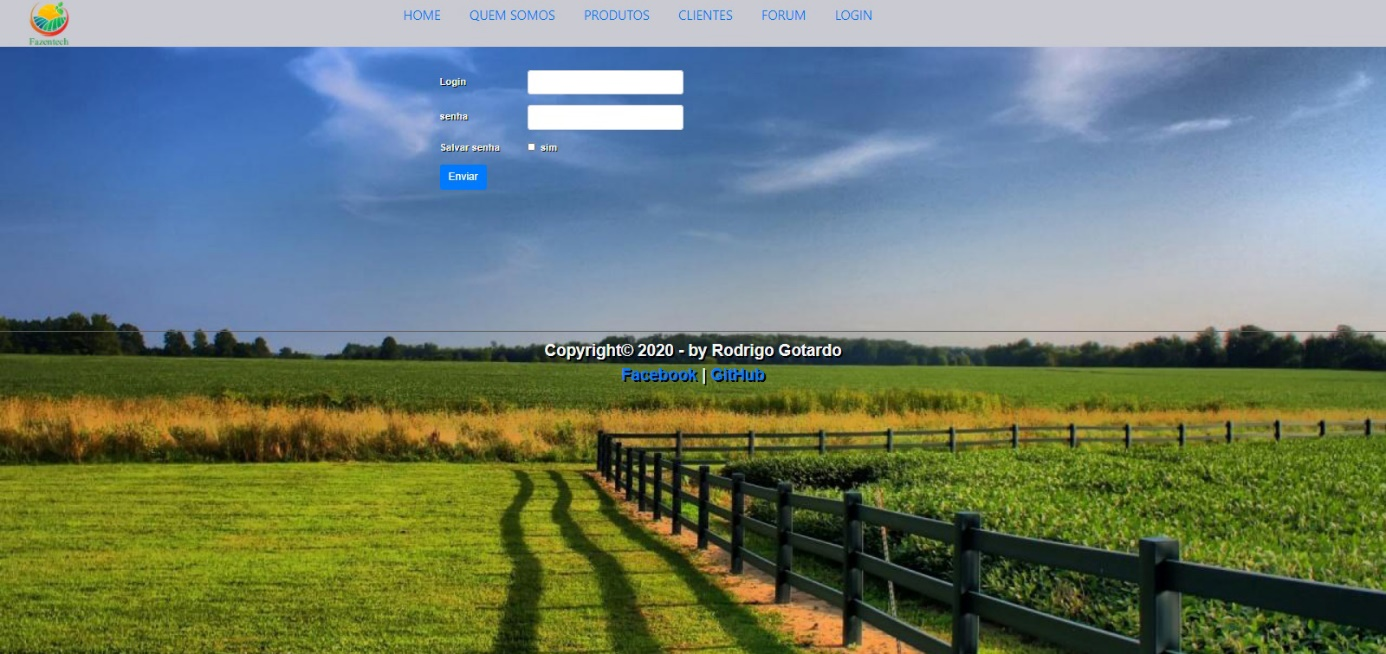 Fazentech
HOME QUEM SOMOS PRODUTOS CLIENTES FORUM LOGIN
Login
senha
Salvar senha sim
Enviar
Copyright© 2020 - by Rodrigo Gotardo
Facebook | GitHub